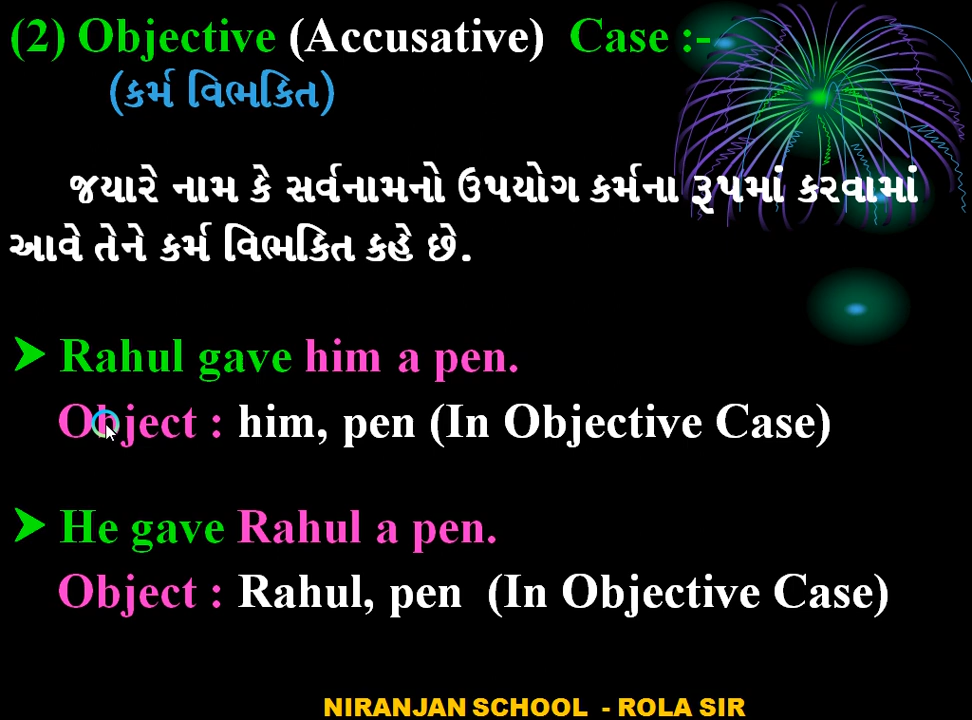 (2) Objective (Accusative) Case :-
(કર્મ વિભકિત)
જયારે નામ કે સર્વનામનો ઉપયોગ કર્મના રૂપમાં કરવામાં
આવે તેને કર્મ વિભકિત કહે છે.
➤ Rahul gave him a pen.
Object : him, pen (In Objective Case)
➤ He gave Rahul a pen.
Object : Rahul, pen (In Objective Case)
NIRANJAN SCHOOL - ROLA SIR